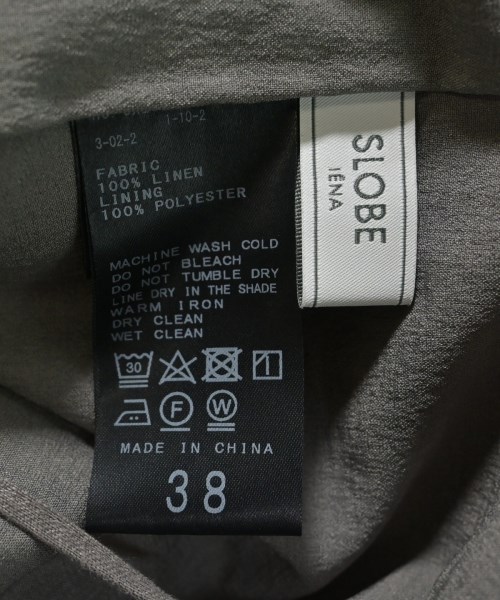 1-10-2
3-02-2
FABRIC
100% LINEN
LINING
100% POLYESTER
MACHINE WASH COLD
DO NOT BLEACH
DO NOT TUMBLE DRY
LINE DRY IN THE SHADE
WARM IRON
DRY CLEAN
WET CLEAN
30
F W
MADE IN CHINA
38
SLOBE
IÉNA